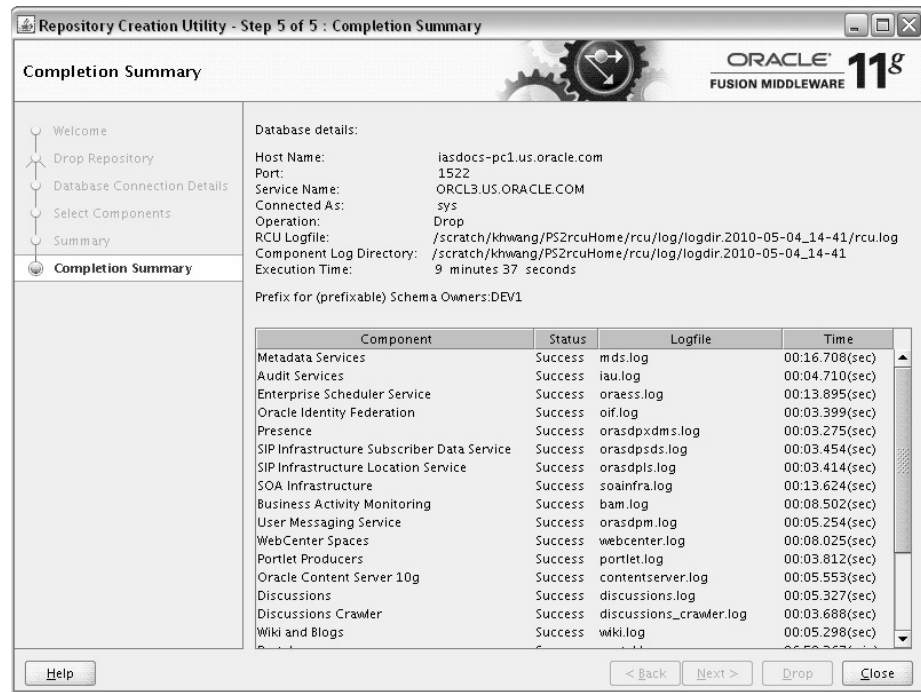 Repository Creation Utility - Step 5 of 5 : Completion Summary
Completion Summary
ORACLE
FUSION MIDDLEWARE
11g
Welcome
Drop Repository
Database Connection Details
Select Components
Summary
Completion Summary
Database details:
Host Name: iasdocs-pc1.us.oracle.com
Port: 1522
Service Name: ORCL3.US.ORACLE.COM
Connected As: sys
Operation: Drop
RCU Logfile: /scratch/khwang/PS2rcuHome/rcu/log/logdir.2010-05-04_14-41/rcu.log
Component Log Directory: /scratch/khwang/PS2rcuHome/rcu/log/logdir.2010-05-04_14-41
Execution Time: 9 minutes 37 seconds
Prefix for (prefixable) Schema Owners:DEV1
Component Status Logfile Time
Metadata Services Success mds.log 00:16.708(sec)
Audit Services Success iau.log 00:04.710(sec)
Enterprise Scheduler Service Success oraess.log 00:13.895(sec)
Oracle Identity Federation Success oif.log 00:03.399(sec)
Presence Success orasdpxdms.log 00:03.275(sec)
SIP Infrastructure Subscriber Data Service Success orasdpsds.log 00:03.454(sec)
SIP Infrastructure Location Service Success orasdpls.log 00:03.414(sec)
SOA Infrastructure Success soainfra.log 00:13.624(sec)
Business Activity Monitoring Success bam.log 00:08.502(sec)
User Messaging Service Success orasdpm.log 00:05.254(sec)
WebCenter Spaces Success webcenter.log 00:08.025(sec)
Portlet Producers Success portlet.log 00:03.812(sec)
Oracle Content Server 10g Success contentserver.log 00:05.553(sec)
Discussions Success discussions.log 00:05.327(sec)
Discussions Crawler Success discussions_crawler.log 00:03.688(sec)
Wiki and Blogs Success wiki.log 00:05.298(sec)
Help
< Back
Next >
Drop
Close